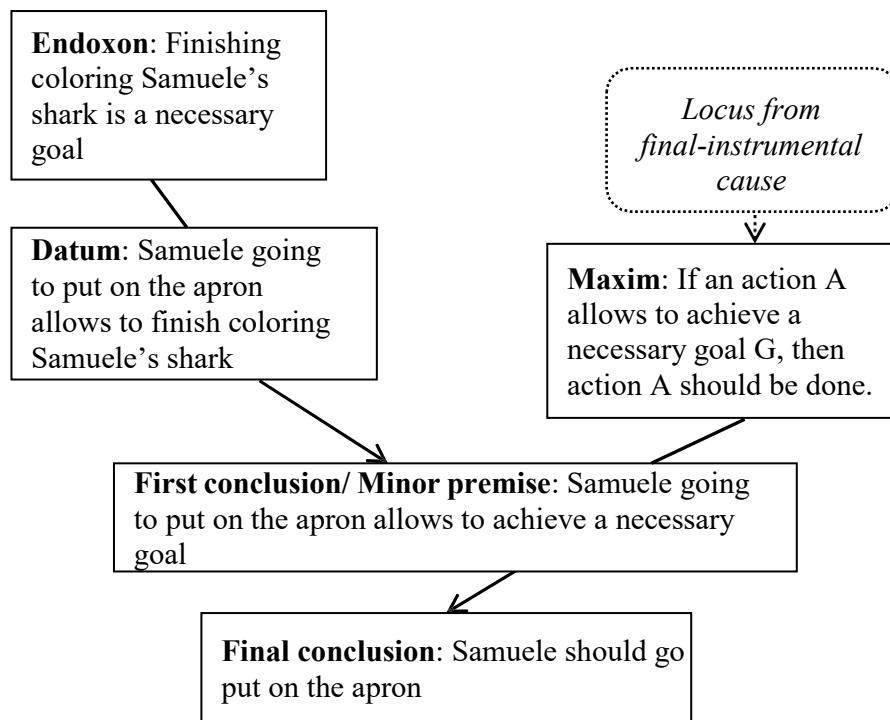 Endoxon: Finishing
coloring Samuele’s
shark is a necessary
goal
Locus from
final-instrumental
cause
Datum: Samuele going
to put on the apron
allows to finish coloring
Samuele’s shark
Maxim: If an action A
allows to achieve a
necessary goal G, then
action A should be done.
First conclusion/ Minor premise: Samuele going
to put on the apron allows to achieve a necessary
goal
Final conclusion: Samuele should go
put on the apron